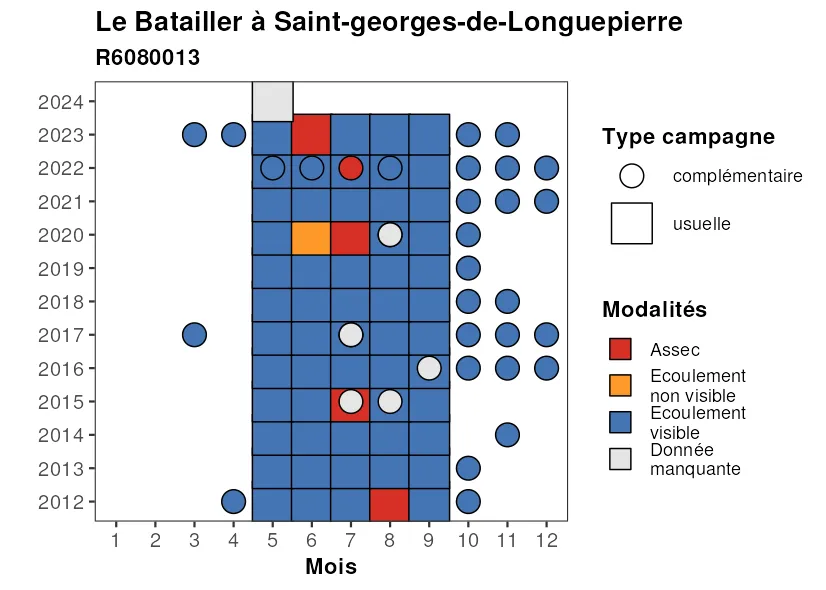 Le Batailler à Saint-georges-de-Longuepierre
R6080013
2024
2023
2022
2021
2020
2019
2018
2017
2016
2015
2014
2013
2012
1 2 3 4 5 6 7 8 9 10 11 12
Mois
Type campagne
complémentaire
usuelle
Modalités
Assec
Ecoulement
non visible
Ecoulement
visible
Donnée
manquante